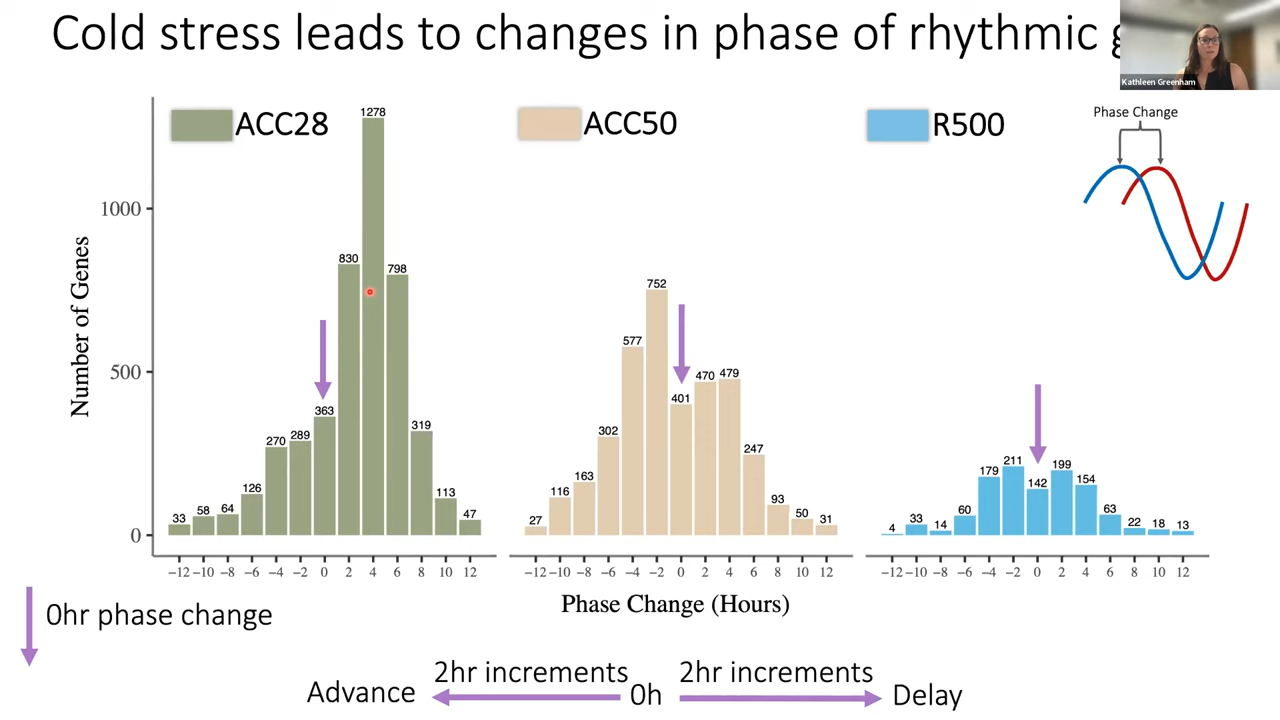 Cold stress leads to changes in phase of rhythmic
Kathleen Greenham
Phase Change
ACC28
ACC50
R500
Number of Genes
1000
500
0
33 58 64 126 270 289 363 830 1278 798 319 113 47
27 116 163 302 577 752 401 470 479 247 93 50 31
4 33 14 60 179 211 142 199 154 63 22 18 13
−12 −10 −8 −6 −4 −2 0 2 4 6 8 10 12
−12 −10 −8 −6 −4 −2 0 2 4 6 8 10 12
−12 −10 −8 −6 −4 −2 0 2 4 6 8 10 12
Phase Change (Hours)
0hr phase change
2hr increments 2hr increments
Advance 0h Delay